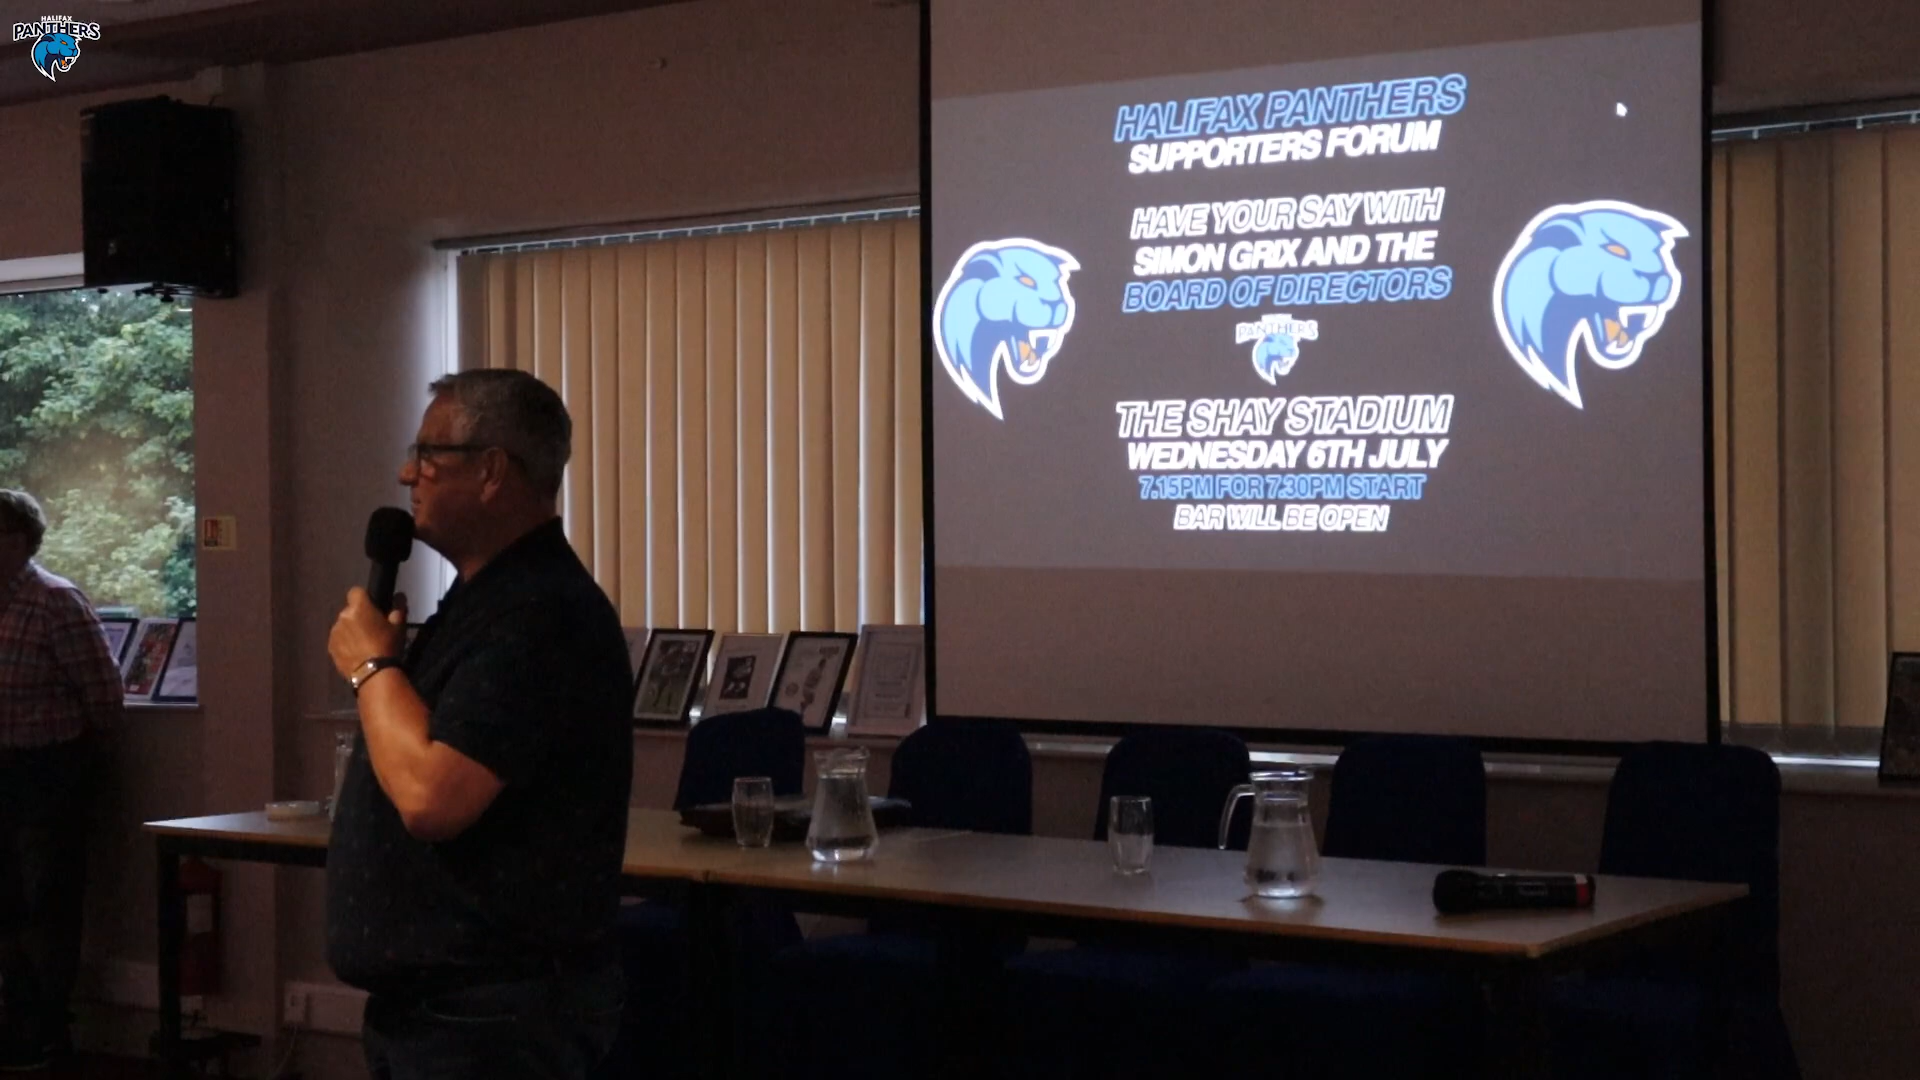 HALIFAX
PANTHERS
HALIFAX PANTHERS
SUPPORTERS FORUM
HAVE YOUR SAY WITH
SIMON GRIX AND THE
BOARD OF DIRECTORS
PANTHERS
THE SHAY STADIUM
WEDNESDAY 6TH JULY
7.15PM FOR 7.30PM START
BAR WILL BE OPEN